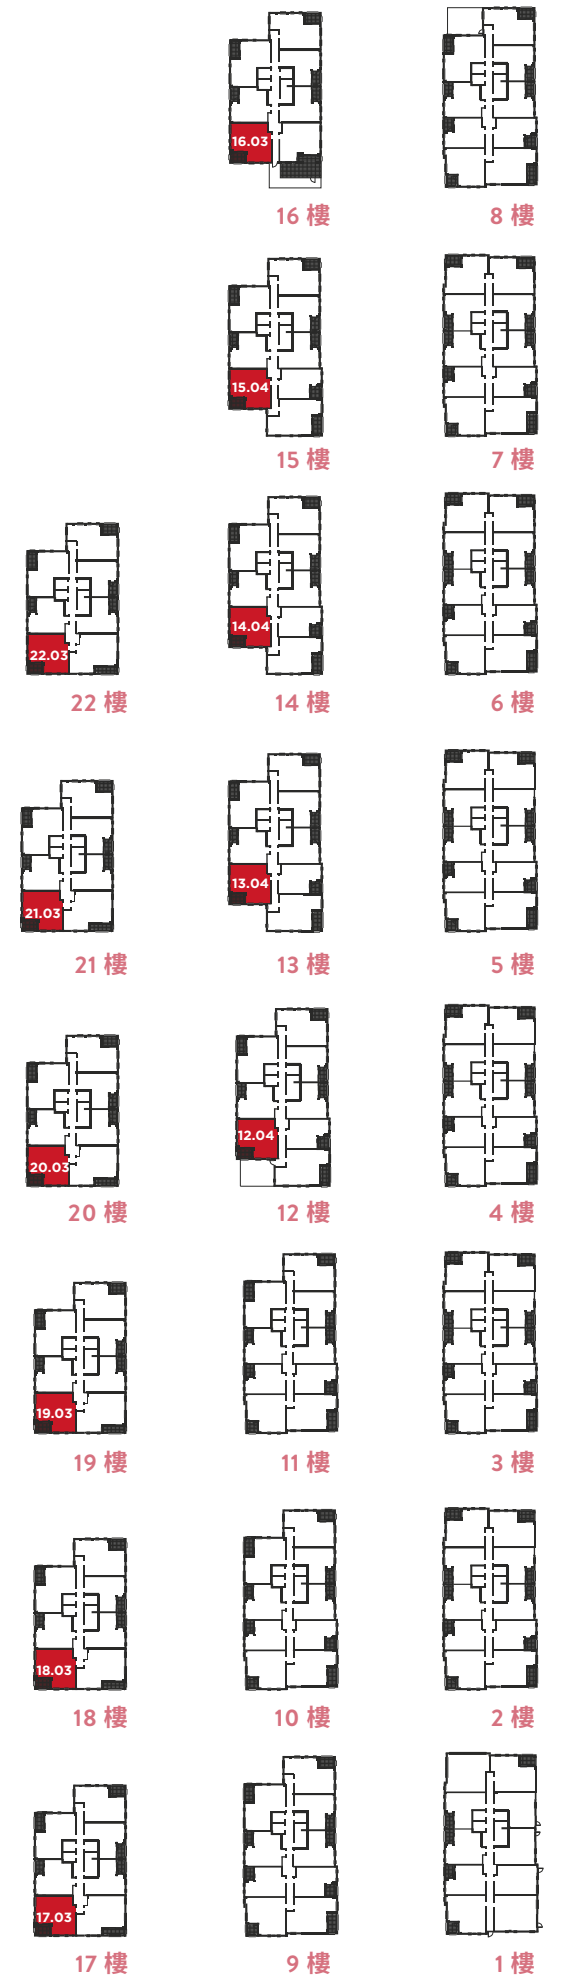 16.03
16 樓
8 樓
15.04
15 樓
7 樓
22.03
22 樓
14.04
14 樓
6 樓
21.03
21 樓
13.04
13 樓
5 樓
20.03
20 樓
12.04
12 樓
4 樓
19.03
19 樓
11 樓
3 樓
18.03
18 樓
10 樓
2 樓
17.03
17 樓
9 樓
1 樓